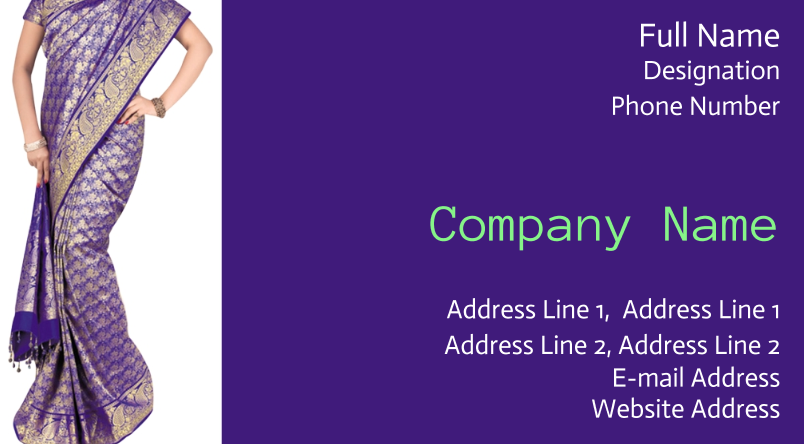 Full Name
Designation
Phone Number
Company Name
Address Line 1,  Address Line 1
Address Line 2, Address Line 2
E-mail Address
Website Address